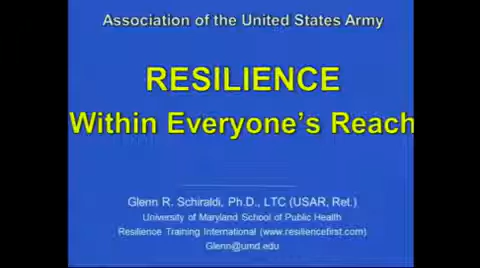 Association of the United States Army
RESILIENCE
Within Everyone's Reach
Glenn R. Schiraldi, Ph.D., LTC (USAR, Ret.)
University of Maryland School of Public Health
Resilience Training International (www.resiliencefirst.com)
Glenn@umd.edu